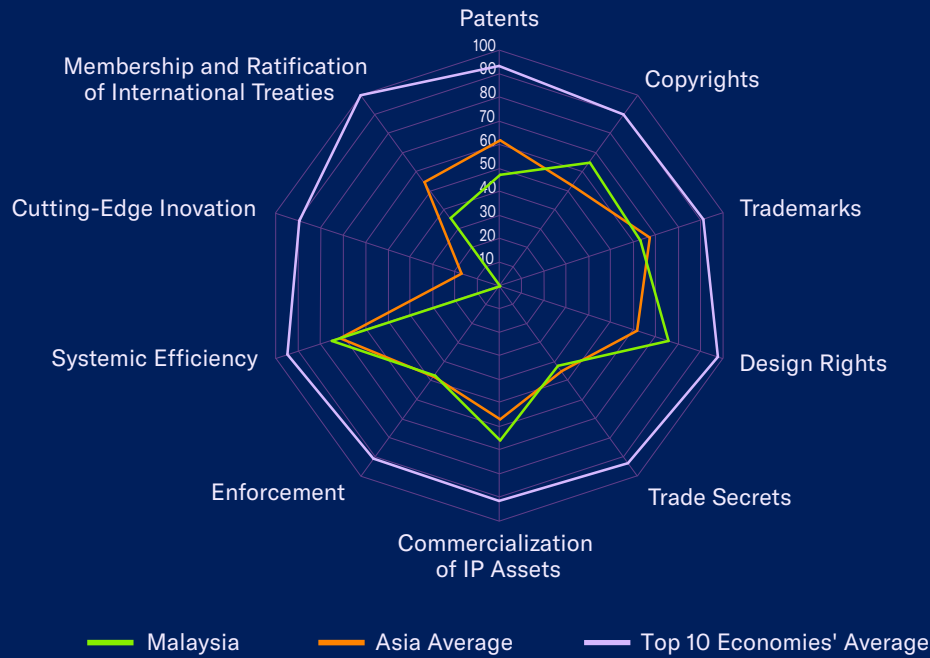 Patents
100
90
80
70
60
50
40
30
20
10
Membership and Ratification
of International Treaties
Copyrights
Cutting-Edge Inovation
Trademarks
Systemic Efficiency
Design Rights
Enforcement
Trade Secrets
Commercialization
of IP Assets
Malaysia
Asia Average
Top 10 Economies' Average